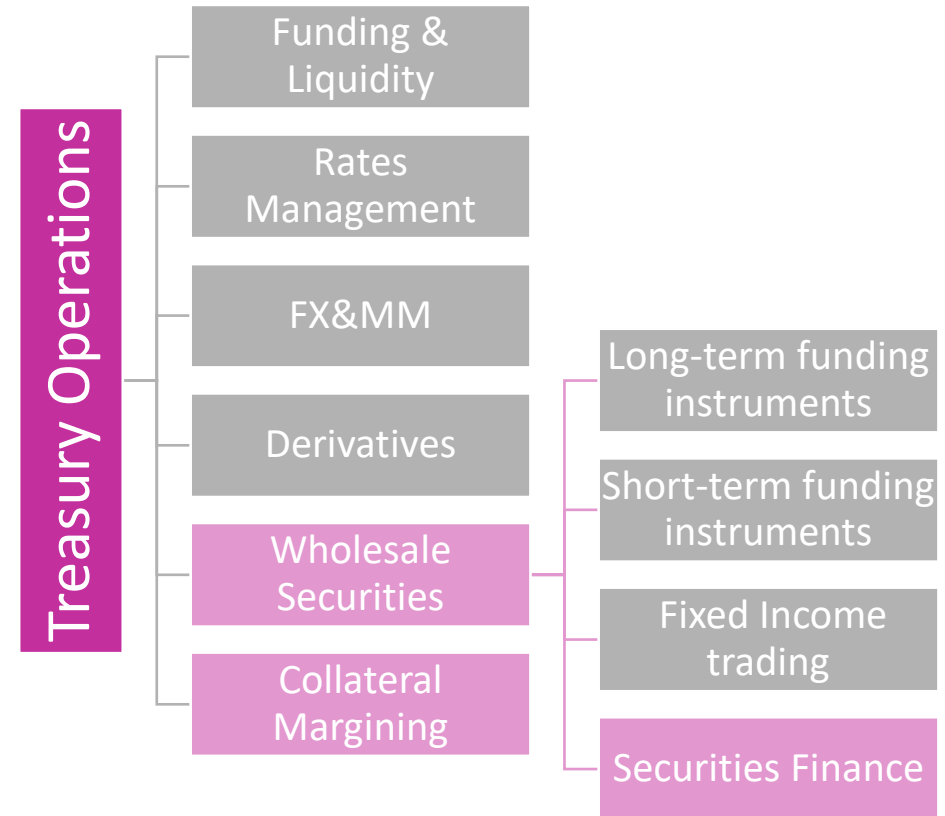 Treasury Operations
Funding &
Liquidity
Rates
Management
FX&MM
Derivatives
Wholesale
Securities
Collateral
Margining
Long-term funding
instruments
Short-term funding
instruments
Fixed Income
trading
Securities Finance